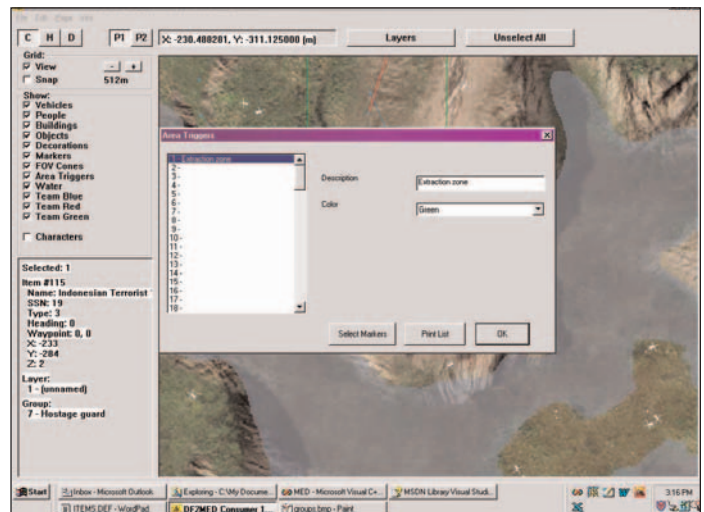 File Edit Page Info
C H D P1 P2 X: -230.488281, Y: -311.125000 (m) Layers Unselect All
Grid:
View - +
Snap 512m
Show:
Vehicles
People
Buildings
Objects
Decorations
Markers
FOV Cones
Area Triggers
Water
Team Blue
Team Red
Team Green
Characters
Selected: 1
Item #115
Name: Indonesian Terrorist
SSN: 19
Type: 3
Heading: 0
Waypoint: 0, 0
X: -233
Y: -284
Z: 2
Layer:
1 - (unnamed)
Group:
7 - Hostage guard
Area Triggers
1 - Extraction zone
2 -
3 -
4 -
5 -
6 -
7 -
8 -
9 -
10 -
11 -
12 -
13 -
14 -
15 -
16 -
17 -
18 -
Description Extraction zone
Color Green
Select Markers Print List OK
Start Inbox - Microsoft Outlook Exploring - C:\My Docume... MED - Microsoft Visual C+... MSDN Library Visual Studi... 3:16 PM
ITEMS.DEF - WordPad DF2MED Consumer 1... groups.bmp - Paint